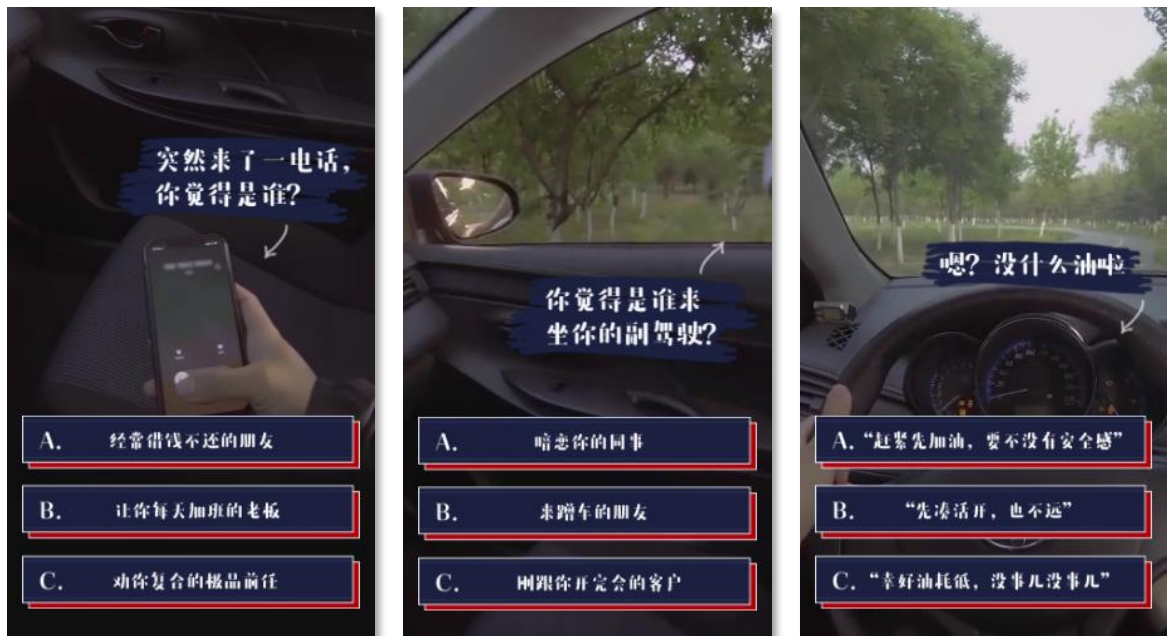 突然来了一电话，
你觉得是谁？
A. 经常借钱不还的朋友
B. 让你每天加班的老板
C. 劝你复合的极品前任
你觉得是谁来
坐你的副驾驶？
A. 暗恋你的同事
B. 来蹭车的朋友
C. 刚跟你开完会的客户
嗯？没什么油啦
A. “赶紧先加油，要不没有安全感”
B. “先凑活开，也不远”
C. “幸好油耗低，没事儿没事儿”